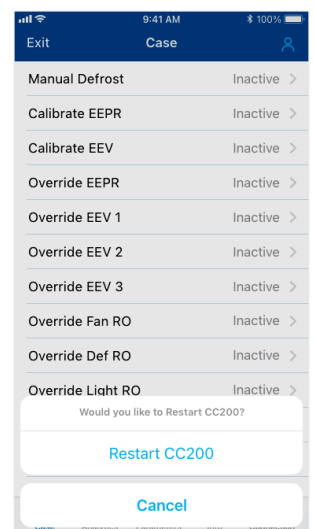 9:41 AM 100%
Exit Case
Manual Defrost Inactive
Calibrate EEPR Inactive
Calibrate EEV Inactive
Override EEPR Inactive
Override EEV 1 Inactive
Override EEV 2 Inactive
Override EEV 3 Inactive
Override Fan RO Inactive
Override Def RO Inactive
Override Light RO Inactive
Would you like to Restart CC200?
Restart CC200
Cancel